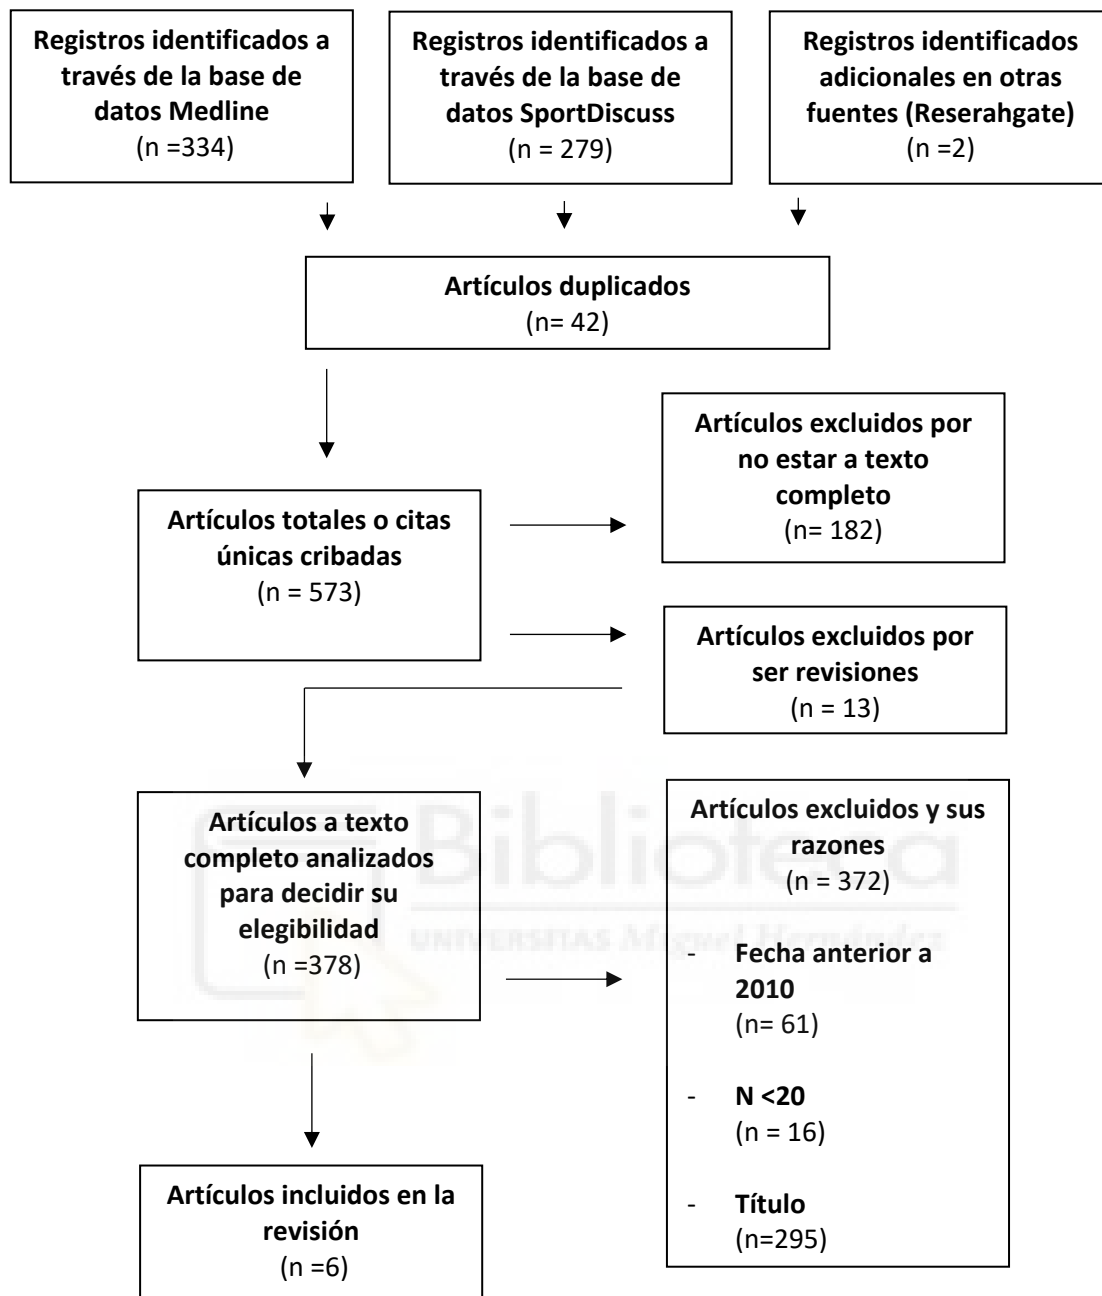 Registros identificados a
través de la base de
datos Medline
(n =334)
Registros identificados a
través de la base de
datos SportDiscuss
(n = 279)
Registros identificados
adicionales en otras
fuentes (Reserahgate)
(n =2)
Artículos duplicados
(n= 42)
Artículos excluidos por
no estar a texto
completo
(n= 182)
Artículos totales o citas
únicas cribadas
(n = 573)
Artículos excluidos por
ser revisiones
(n = 13)
Artículos a texto
completo analizados
para decidir su
elegibilidad
(n =378)
Artículos excluidos y sus
razones
(n = 372)
- Fecha anterior a
2010
(n= 61)
- N <20
(n = 16)
- Título
(n=295)
Artículos incluidos en la
revisión
(n =6)
Biblioteca
UNIVERSITAS Miguel Hernández